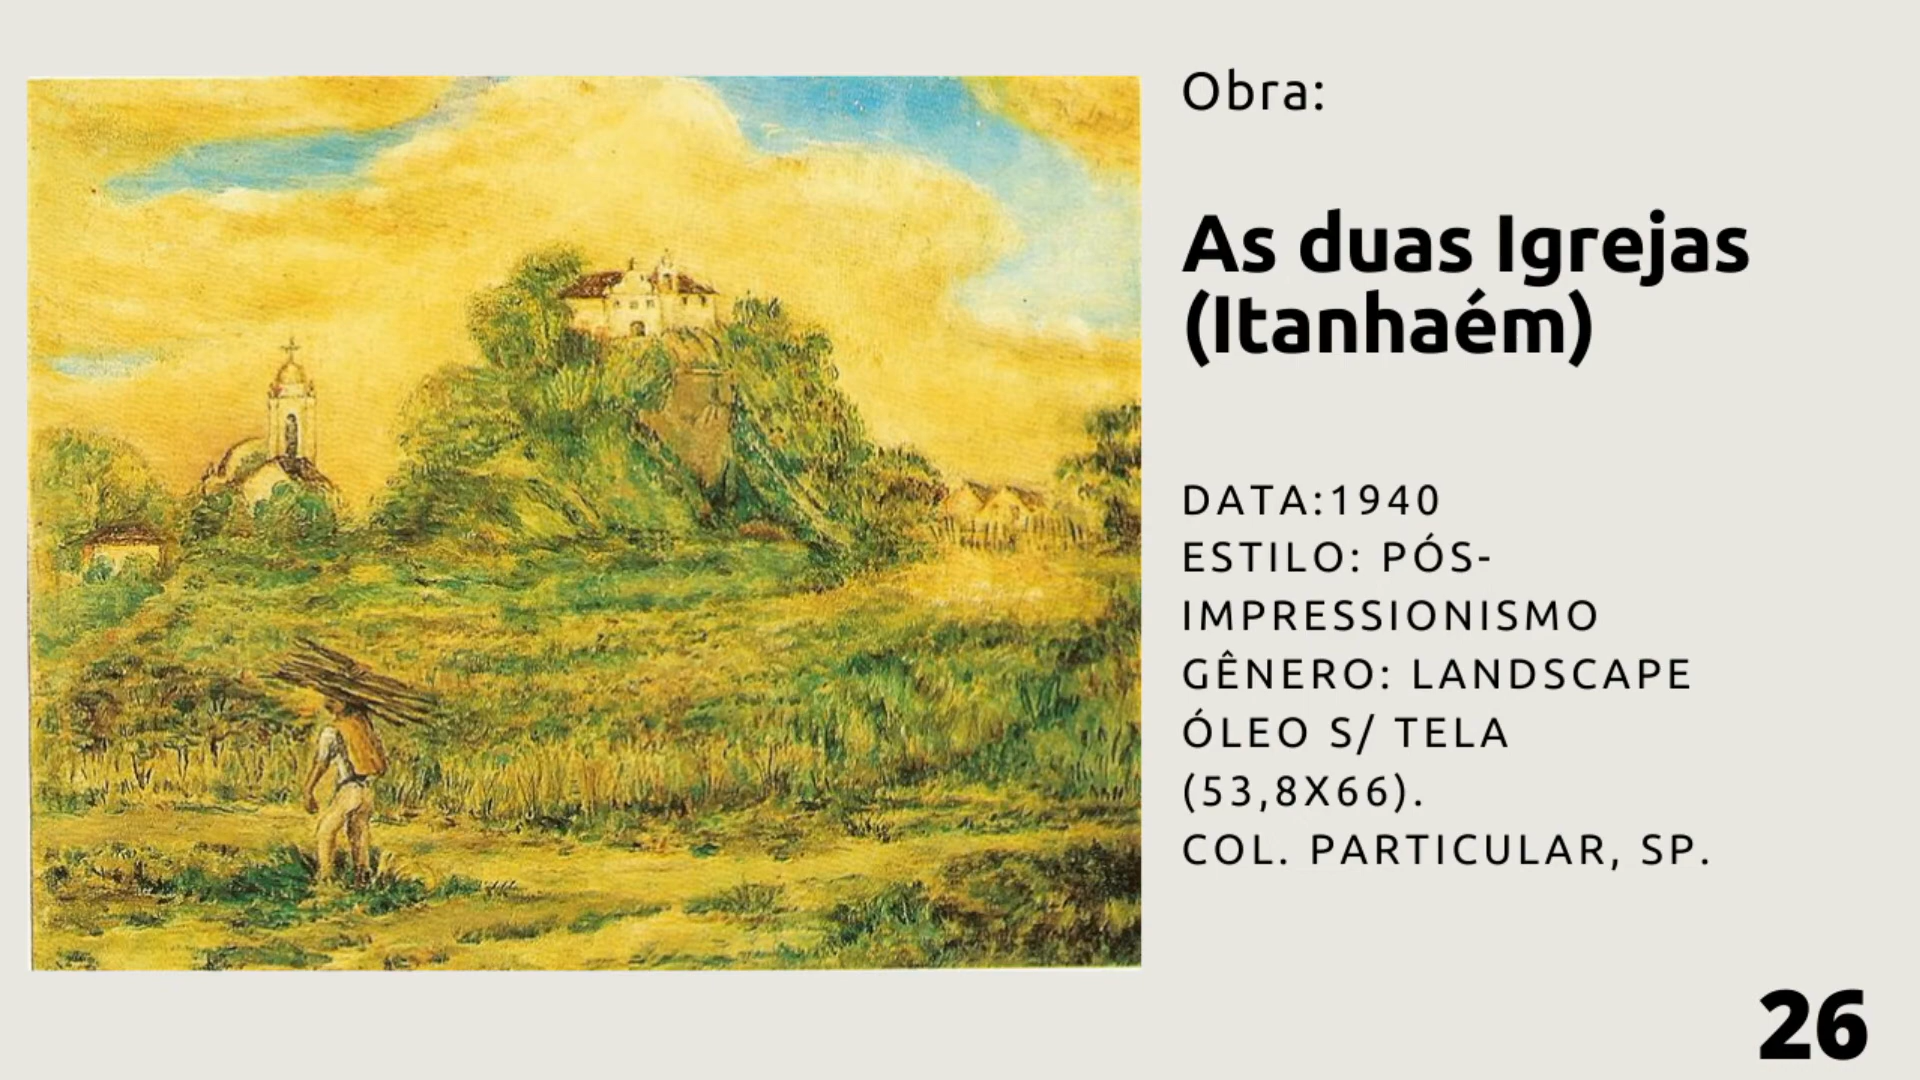 Obra:
As duas Igrejas
(Itanhaém)
DATA:1940
ESTILO: PÓS-
IMPRESSIONISMO
GÊNERO: LANDSCAPE
ÓLEO S/ TELA
(53,8X66).
COL. PARTICULAR, SP.
26